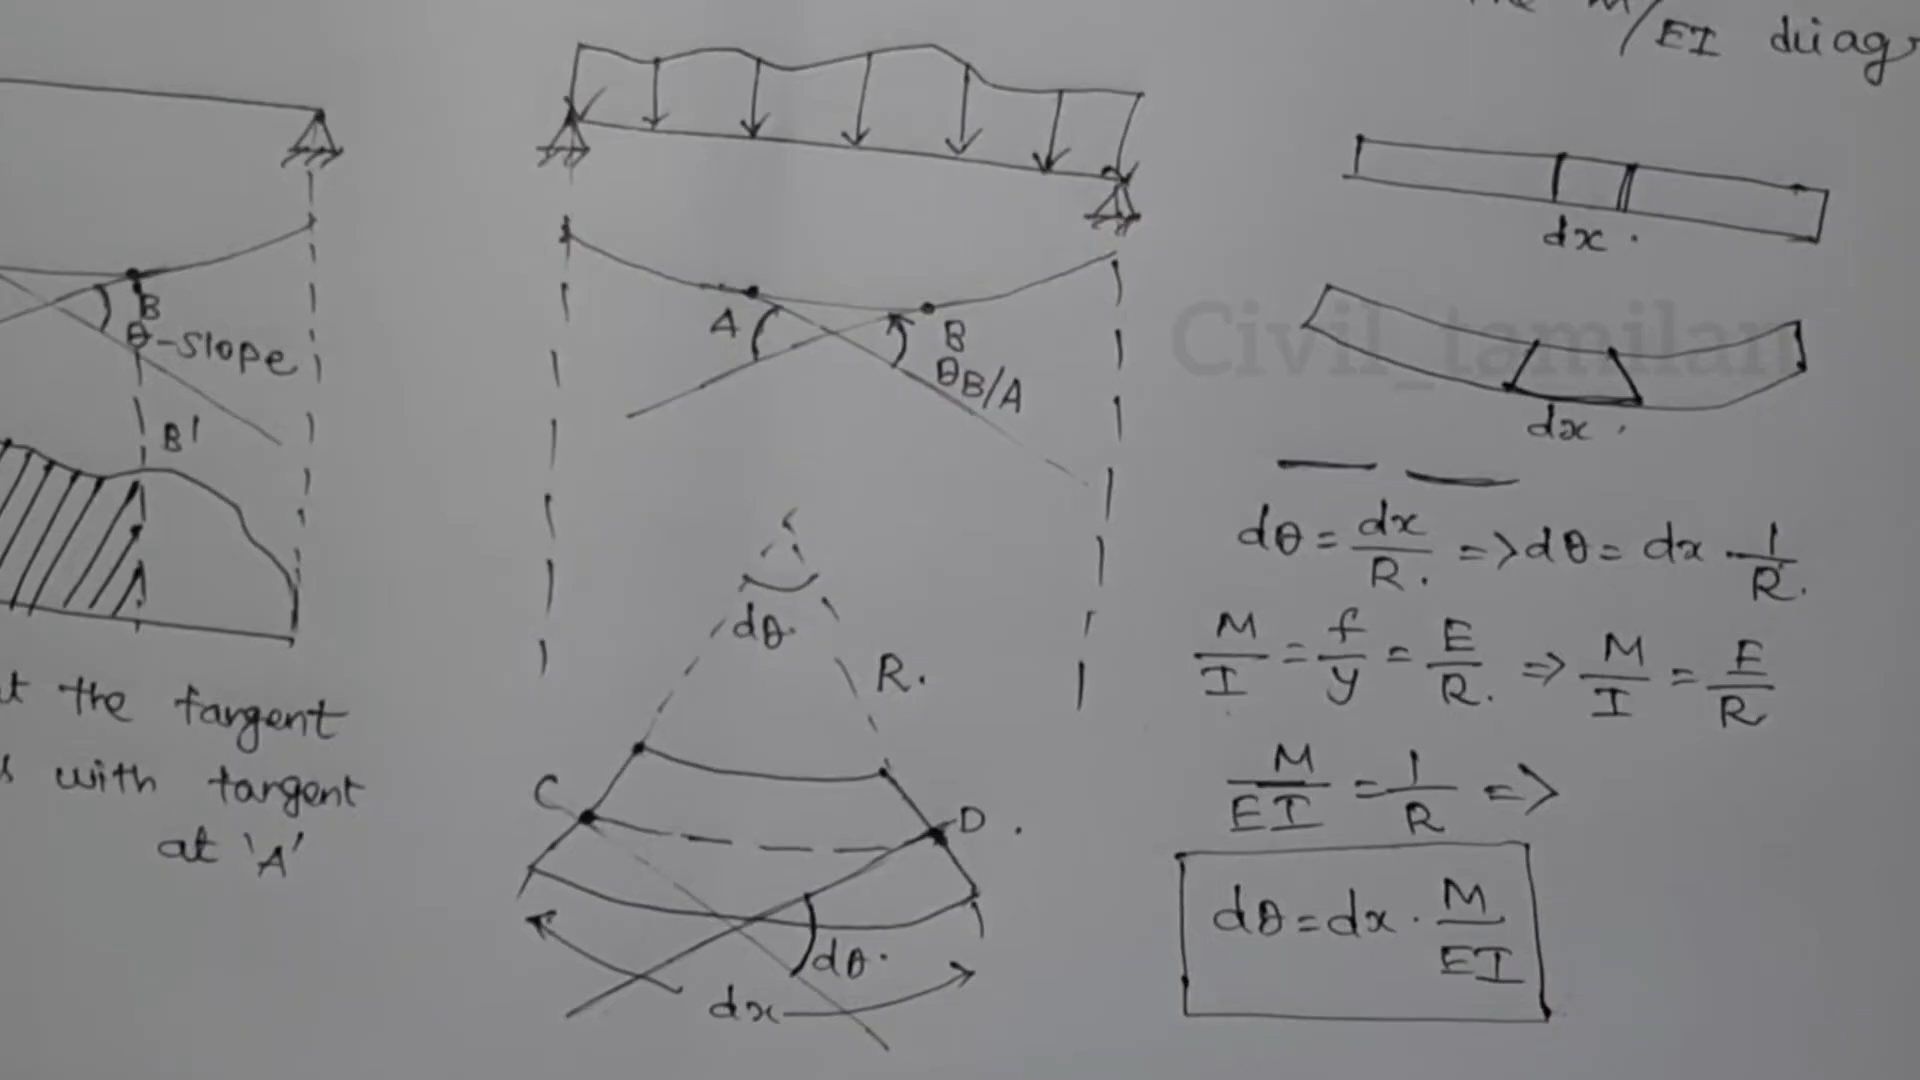 M/EI diag
dx .
A
B
θB/A
B
θ-slope
B'
Civil_tamilan
dx .
dθ = dx/R. => dθ = dx 1/R.
dθ.
R.
M/I = f/y = E/R. => M/I = E/R
the tangent
with tangent
at 'A'
C
D .
M/EI = 1/R =>
dθ = dx . M/EI
dθ.
dx